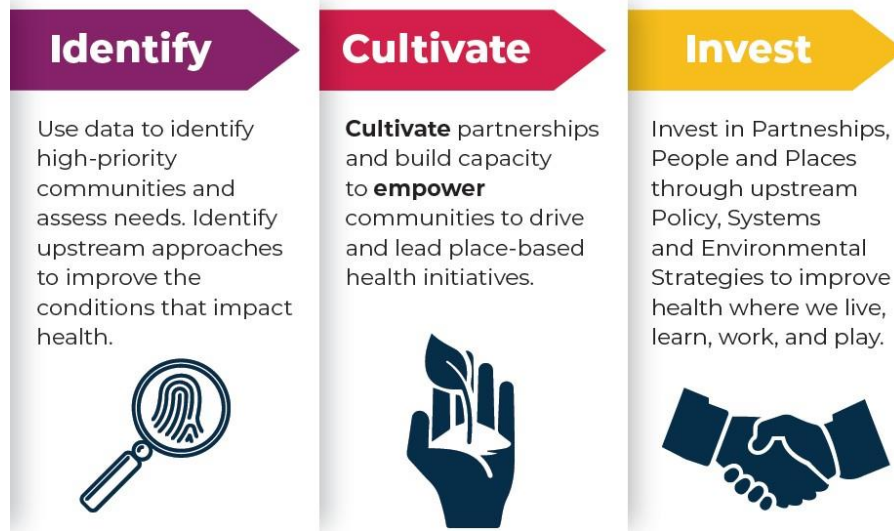 Identify
Use data to identify
high-priority
communities and
assess needs. Identify
upstream approaches
to improve the
conditions that impact
health.
Cultivate
Cultivate partnerships
and build capacity
to empower
communities to drive
and lead place-based
health initiatives.
Invest
Invest in Partneships,
People and Places
through upstream
Policy, Systems
and Environmental
Strategies to improve
health where we live,
learn, work, and play.